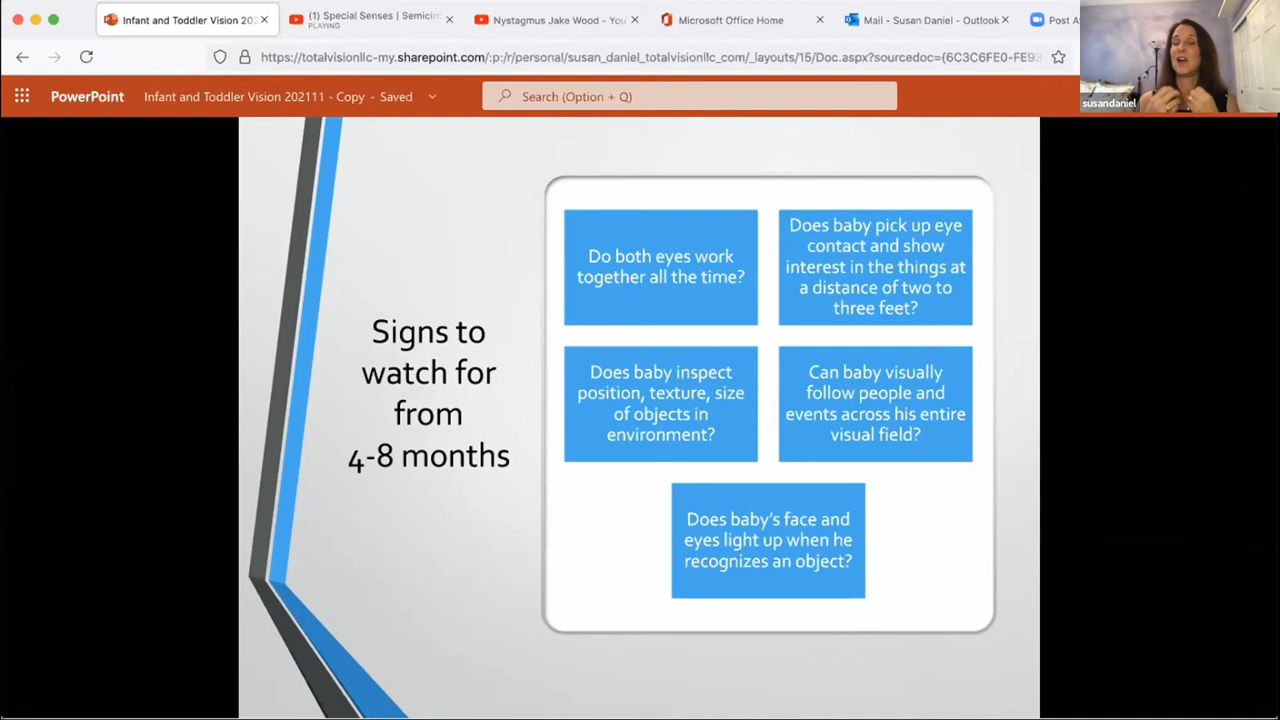 Infant and Toddler Vision 202
(1) Special Senses | Semicirc
PLAYING
Nystagmus Jake Wood - You
Microsoft Office Home
Mail - Susan Daniel - Outlook
Post A
https://totalvisionllc-my.sharepoint.com/:p:/r/personal/susan_daniel_totalvisionllc_com/_layouts/15/Doc.aspx?sourcedoc={6C3C6FE0-FE93
PowerPoint
Infant and Toddler Vision 202111 - Copy - Saved
Search (Option + Q)
susandaniel
Signs to
watch for
from
4-8 months
Do both eyes work
together all the time?
Does baby pick up eye
contact and show
interest in the things at
a distance of two to
three feet?
Does baby inspect
position, texture, size
of objects in
environment?
Can baby visually
follow people and
events across his entire
visual field?
Does baby's face and
eyes light up when he
recognizes an object?